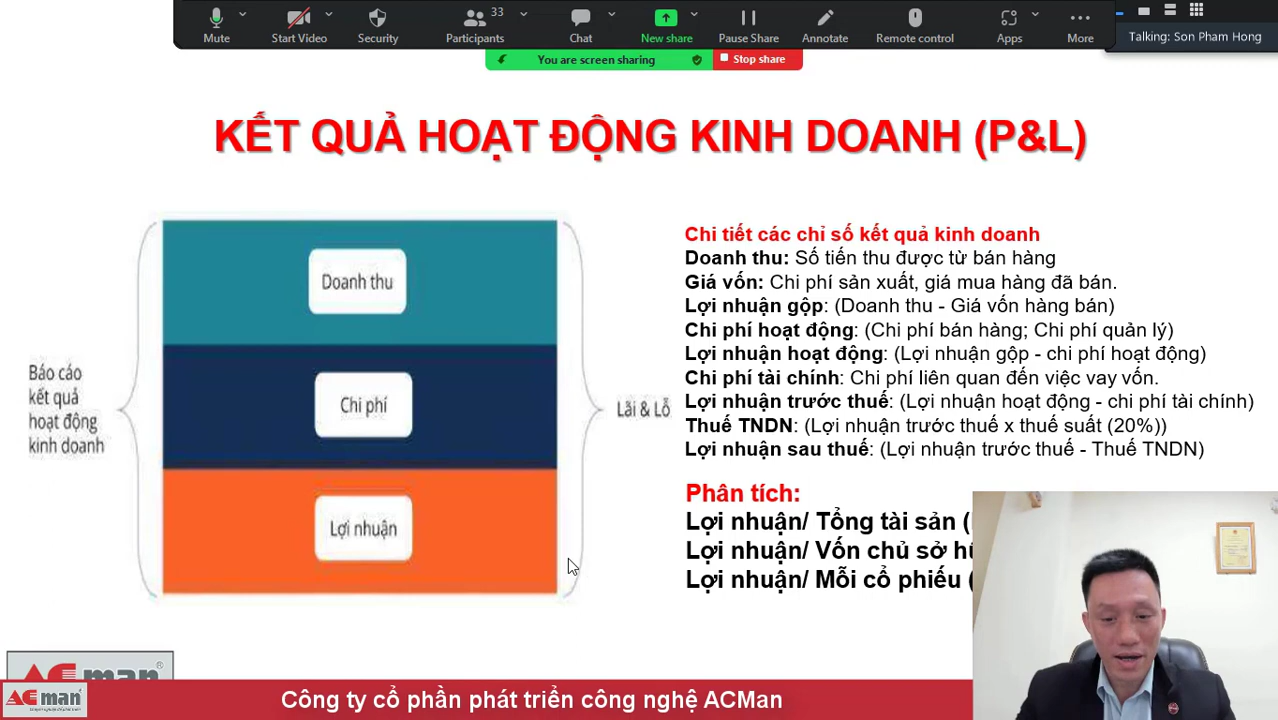 Mute
Start Video
Security
Participants
33
Chat
New share
Pause Share
Annotate
Remote control
Apps
More
Talking: Son Pham Hong
You are screen sharing
Stop share
KẾT QUẢ HOẠT ĐỘNG KINH DOANH (P&L)
Báo cáo
kết quả
hoạt động
kinh doanh
Doanh thu
Chi phí
Lợi nhuận
Lãi & Lỗ
Chi tiết các chỉ số kết quả kinh doanh
Doanh thu: Số tiền thu được từ bán hàng
Giá vốn: Chi phí sản xuất, giá mua hàng đã bán.
Lợi nhuận gộp: (Doanh thu - Giá vốn hàng bán)
Chi phí hoạt động: (Chi phí bán hàng; Chi phí quản lý)
Lợi nhuận hoạt động: (Lợi nhuận gộp - chi phí hoạt động)
Chi phí tài chính: Chi phí liên quan đến việc vay vốn.
Lợi nhuận trước thuế: (Lợi nhuận hoạt động - chi phí tài chính)
Thuế TNDN: (Lợi nhuận trước thuế x thuế suất (20%))
Lợi nhuận sau thuế: (Lợi nhuận trước thuế - Thuế TNDN)
Phân tích:
Lợi nhuận/ Tổng tài sản (
Lợi nhuận/ Vốn chủ sở
Lợi nhuận/ Mỗi cổ phiếu (
ACman
ACman
Công ty cổ phần phát triển công nghệ ACMan